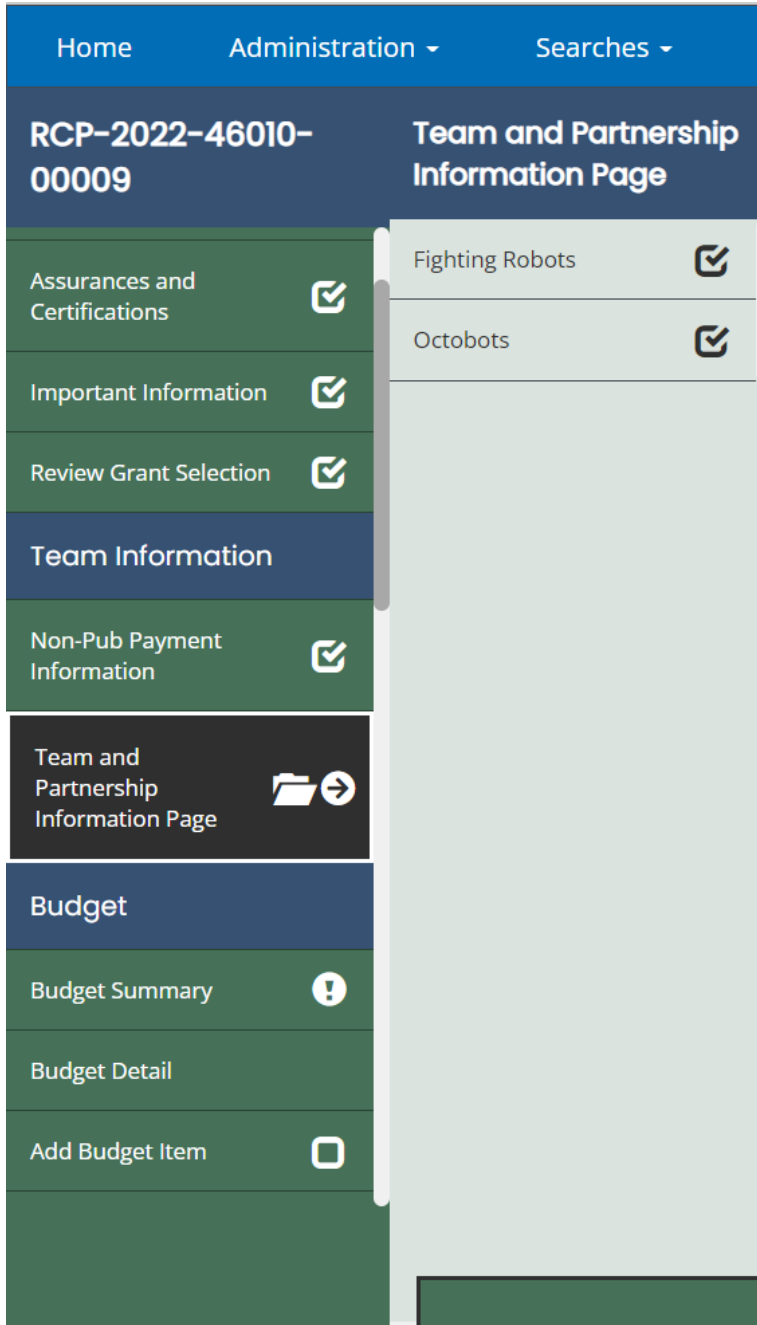 Home Administration Searches
RCP-2022-46010-
00009
Team and Partnership
Information Page
Assurances and
Certifications
Important Information
Review Grant Selection
Team Information
Non-Pub Payment
Information
Team and
Partnership
Information Page
Budget
Budget Summary
Budget Detail
Add Budget Item
Fighting Robots
Octobots